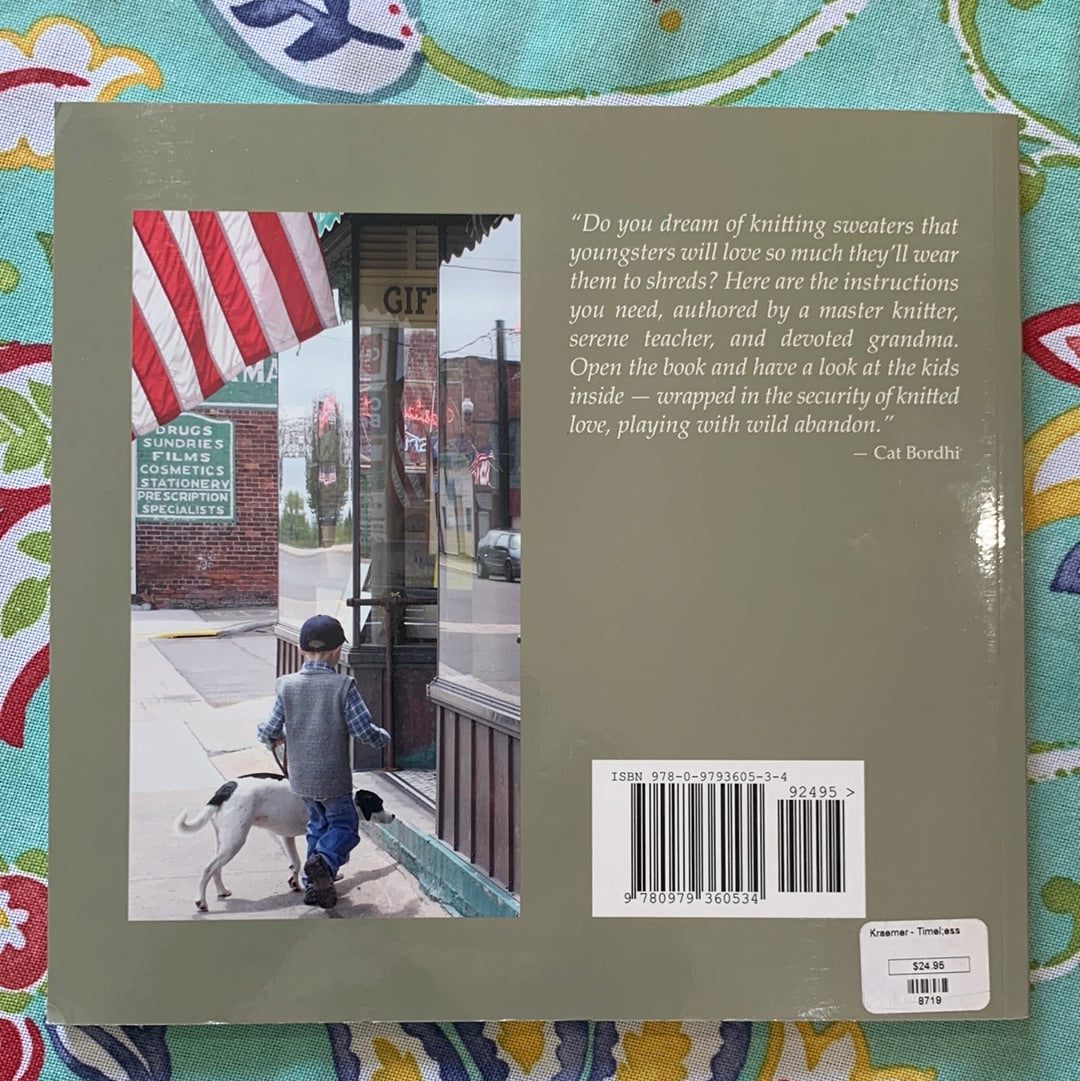 “Do you dream of knitting sweaters that
youngsters will love so much they’ll wear
them to shreds? Here are the instructions
you need, authored by a master knitter,
serene teacher, and devoted grandma.
Open the book and have a look at the kids
inside — wrapped in the security of knitted
love, playing with wild abandon.”
— Cat Bordhi
GIF
MA
DRUGS
SUNDRIES
FILMS
COSMETICS
STATIONERY
PRESCRIPTION
SPECIALISTS
ISBN 978-0-9793605-3-4
92495 >
9 780979 360534
Kraemer - Timel;ess
$24.95
8719